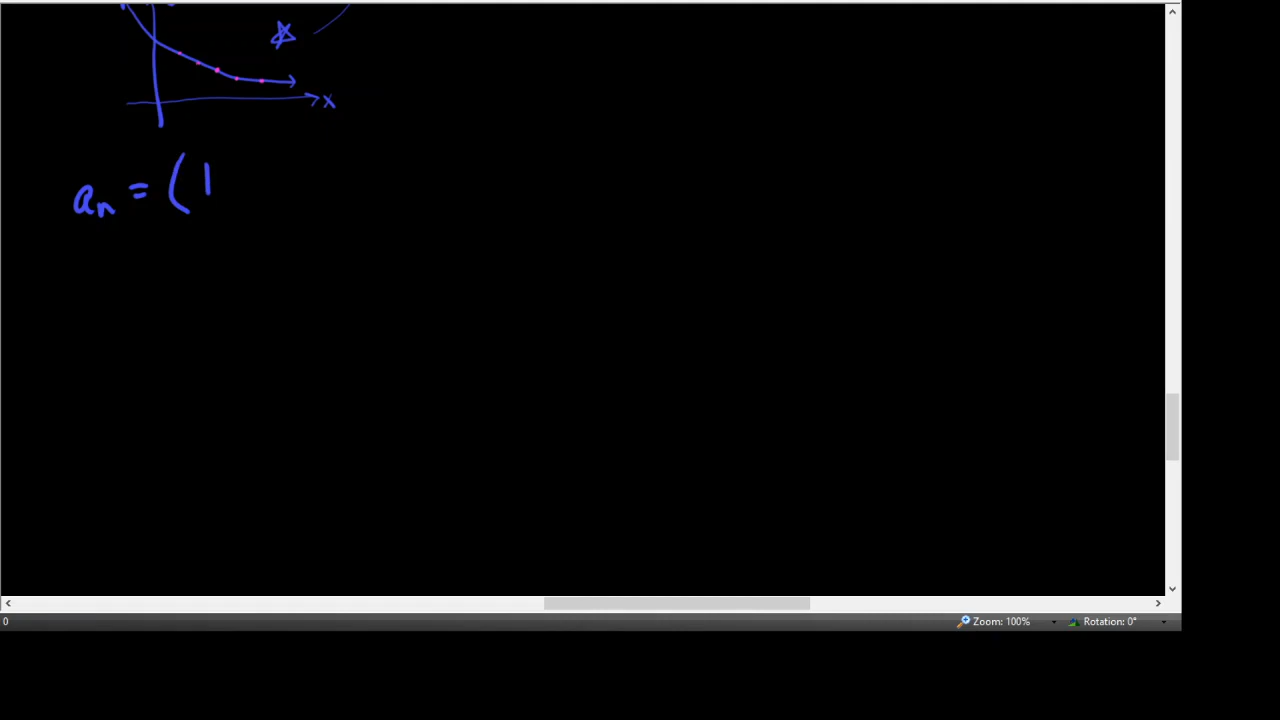 x
aₙ = ( 1
0
Zoom: 100%
Rotation: 0°